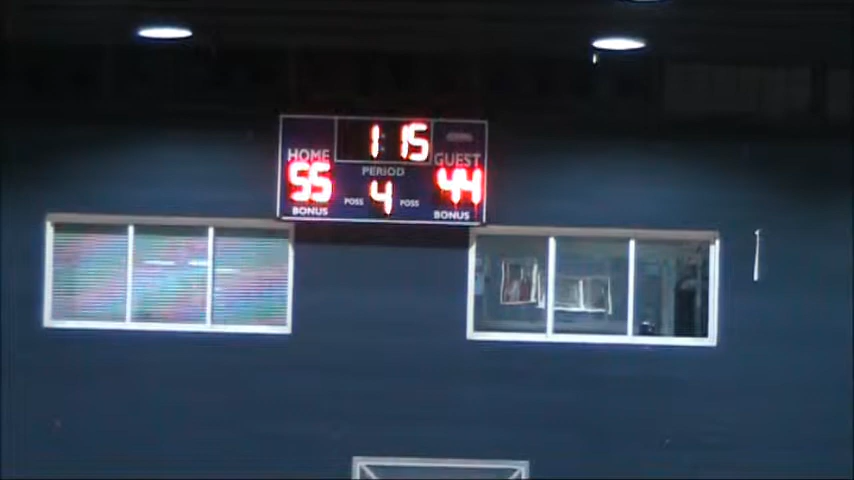 1:15
HOME GUEST
PERIOD
55 4 44
POSS POSS
BONUS BONUS